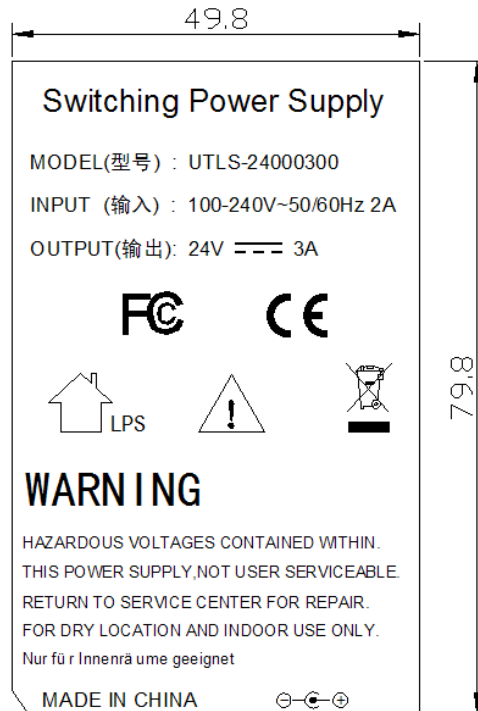 49.8
Switching Power Supply
MODEL(型号) : UTLS-24000300
INPUT (输入) : 100-240V~50/60Hz 2A
OUTPUT(输出): 24V 3A
FC CE
LPS
79.8
WARNING
HAZARDOUS VOLTAGES CONTAINED WITHIN.
THIS POWER SUPPLY,NOT USER SERVICEABLE.
RETURN TO SERVICE CENTER FOR REPAIR.
FOR DRY LOCATION AND INDOOR USE ONLY.
Nur fü r Innenrä ume geeignet
MADE IN CHINA